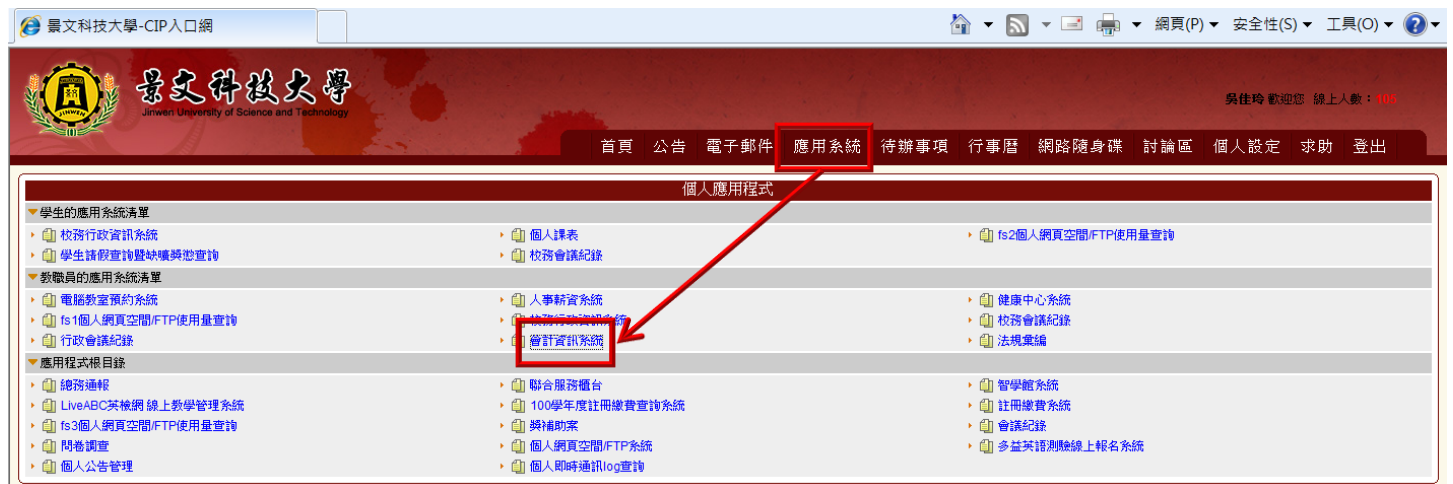 景文科技大學-CIP入口網
網頁(P) 安全性(S) 工具(O)
景文科技大學
Jinwen University of Science and Technology
JINWEN
吳佳玲 歡迎您 線上人數：105
首頁 公告 電子郵件 應用系統 待辦事項 行事曆 網路隨身碟 討論區 個人設定 求助 登出
個人應用程式
學生的應用系統清單
校務行政資訊系統 個人課表 fs2個人網頁空間/FTP使用量查詢
學生請假查詢暨缺曠獎懲查詢 校務會議紀錄
教職員的應用系統清單
電腦教室預約系統 人事薪資系統 健康中心系統
fs1個人網頁空間/FTP使用量查詢 校務行政資訊系統 校務會議紀錄
行政會議紀錄 會計資訊系統 法規彙編
應用程式根目錄
總務通報 聯合服務櫃台 智學館系統
LiveABC英檢網 線上教學管理系統 100學年度註冊繳費查詢系統 註冊繳費系統
fs3個人網頁空間/FTP使用量查詢 獎補助案 會議紀錄
問卷調查 個人網頁空間/FTP系統 多益英語測驗線上報名系統
個人公告管理 個人即時通訊log查詢